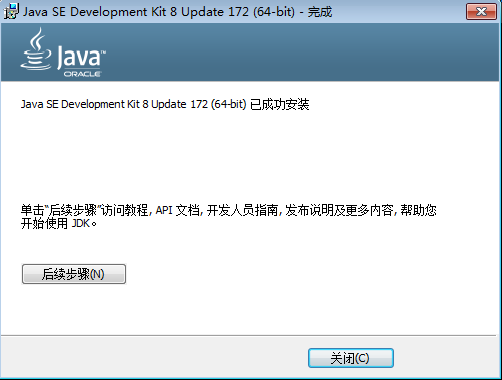 Java SE Development Kit 8 Update 172 (64-bit) - 完成
Java™
ORACLE
Java SE Development Kit 8 Update 172 (64-bit) 已成功安装
单击"后续步骤"访问教程, API 文档, 开发人员指南, 发布说明及更多内容, 帮助您
开始使用 JDK。
后续步骤(N)
关闭(C)